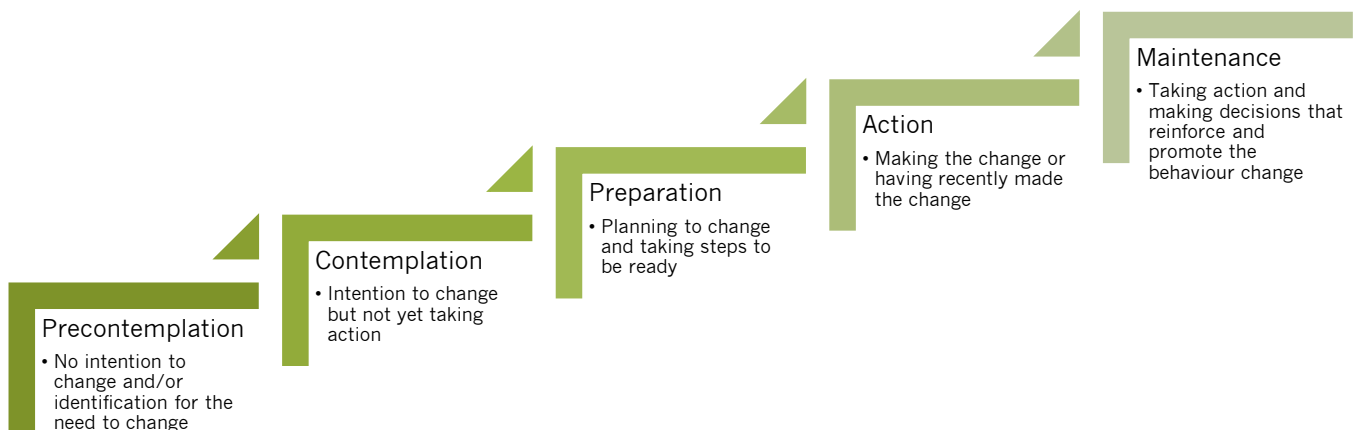 Precontemplation
• No intention to
change and/or
identification for the
need to change
Contemplation
• Intention to change
but not yet taking
action
Preparation
• Planning to change
and taking steps to
be ready
Action
• Making the change or
having recently made
the change
Maintenance
• Taking action and
making decisions that
reinforce and
promote the
behaviour change